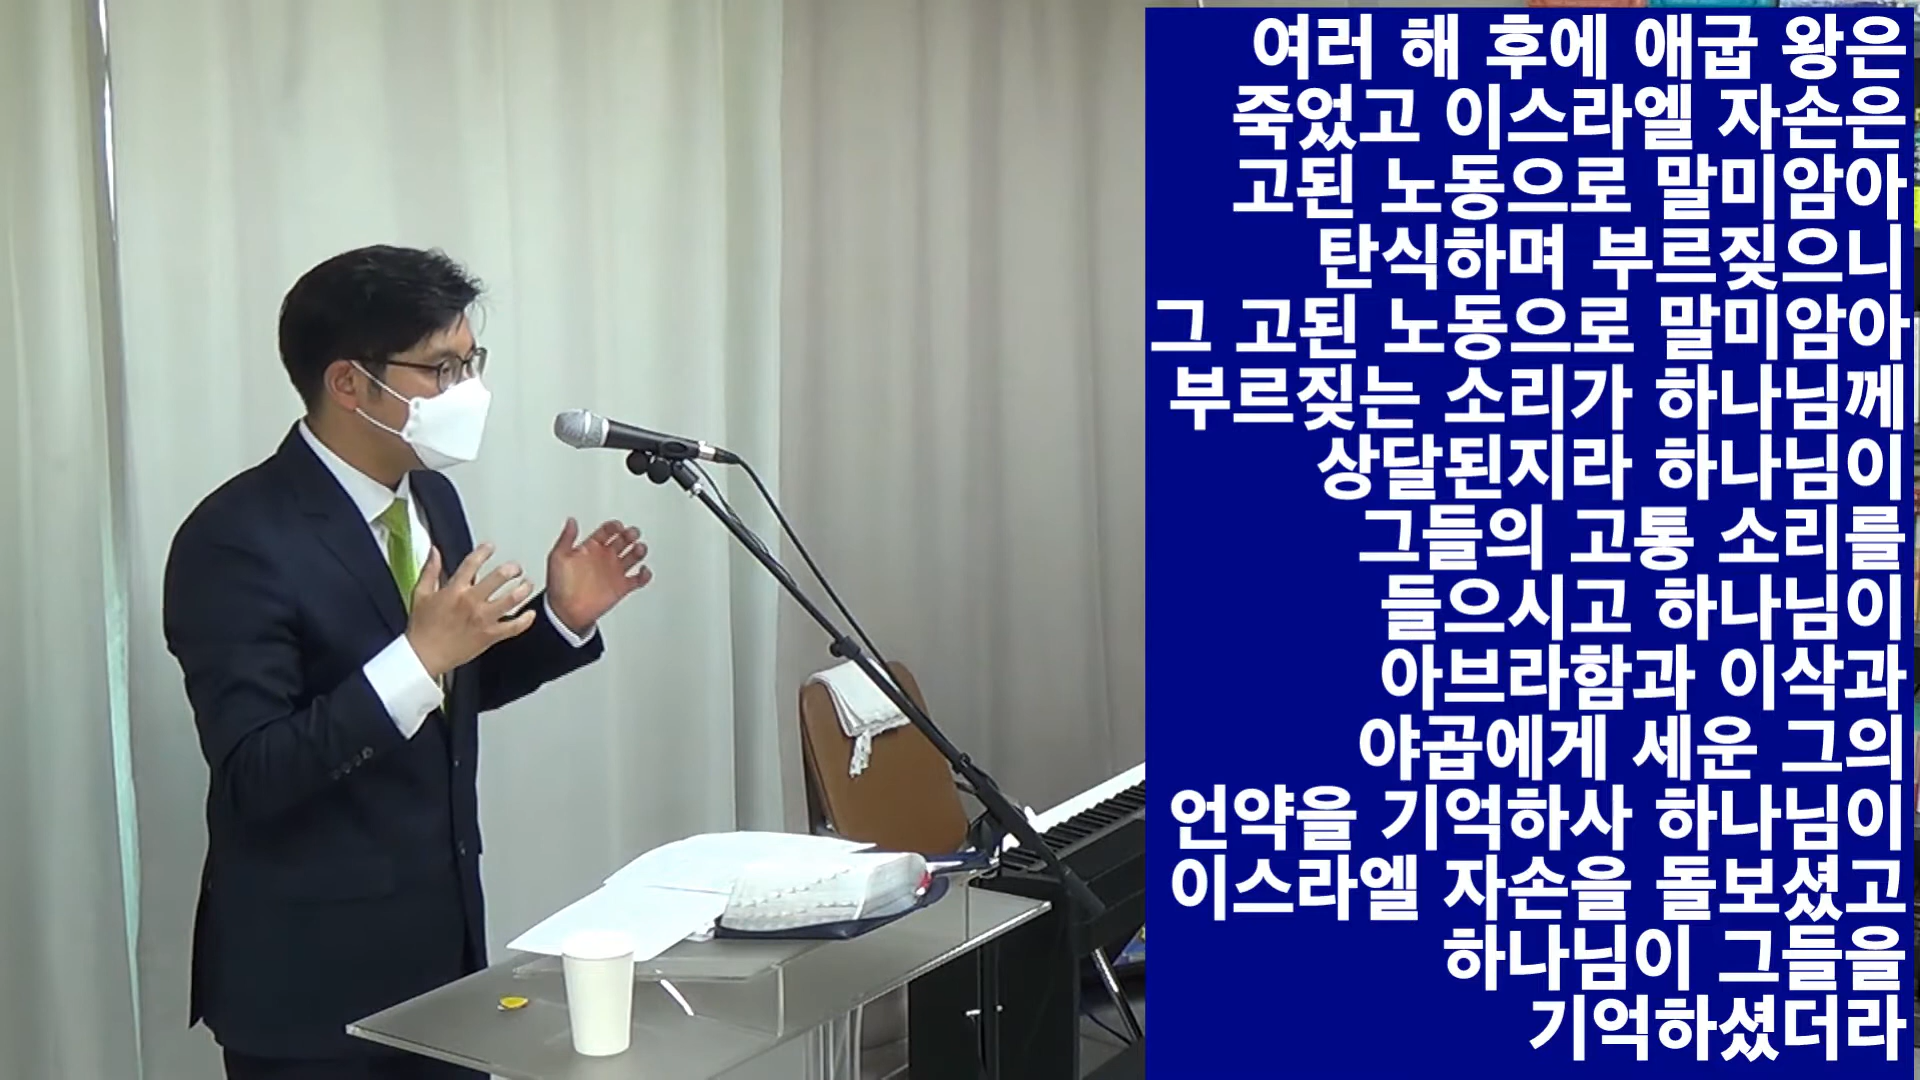 여러 해 후에 애굽 왕은
죽었고 이스라엘 자손은
고된 노동으로 말미암아
탄식하며 부르짖으니
그 고된 노동으로 말미암아
부르짖는 소리가 하나님께
상달된지라 하나님이
그들의 고통 소리를
들으시고 하나님이
아브라함과 이삭과
야곱에게 세운 그의
언약을 기억하사 하나님이
이스라엘 자손을 돌보셨고
하나님이 그들을
기억하셨더라